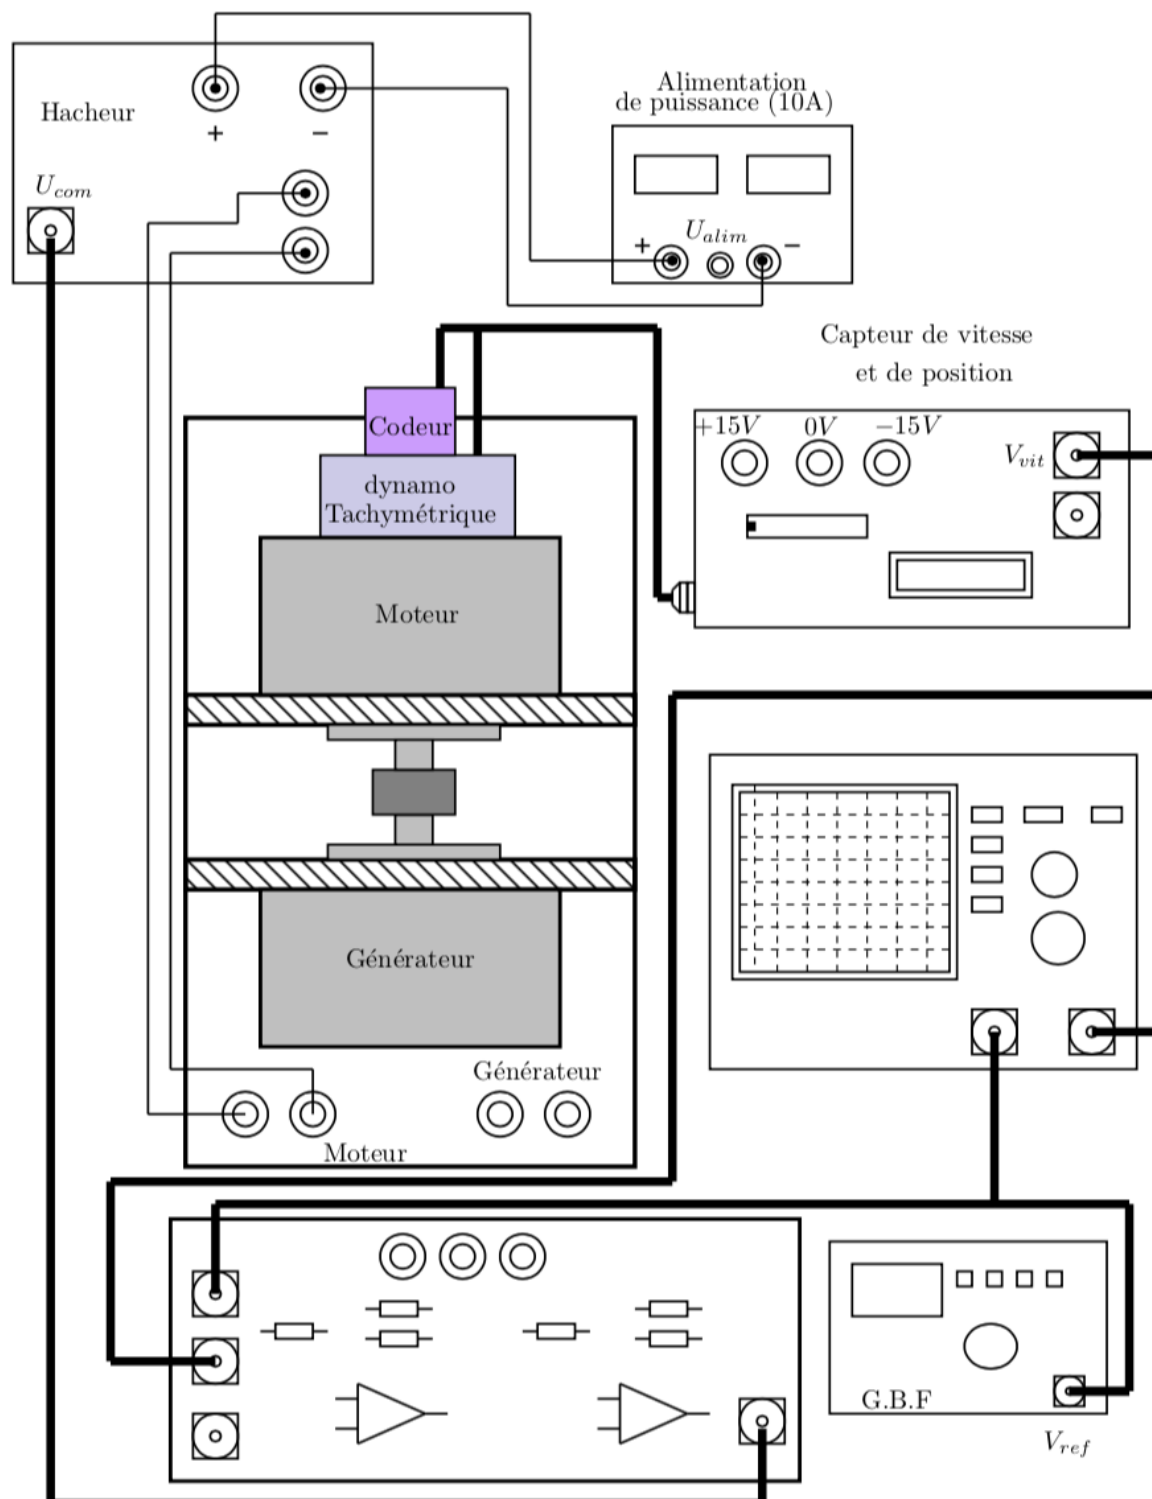 Hacheur
+
−
U_com
Alimentation
de puissance (10A)
U_alim
+
−
Capteur de vitesse
et de position
+15V
0V
−15V
V_vit
Codeur
dynamo
Tachymétrique
Moteur
Générateur
Générateur
Moteur
G.B.F
V_ref